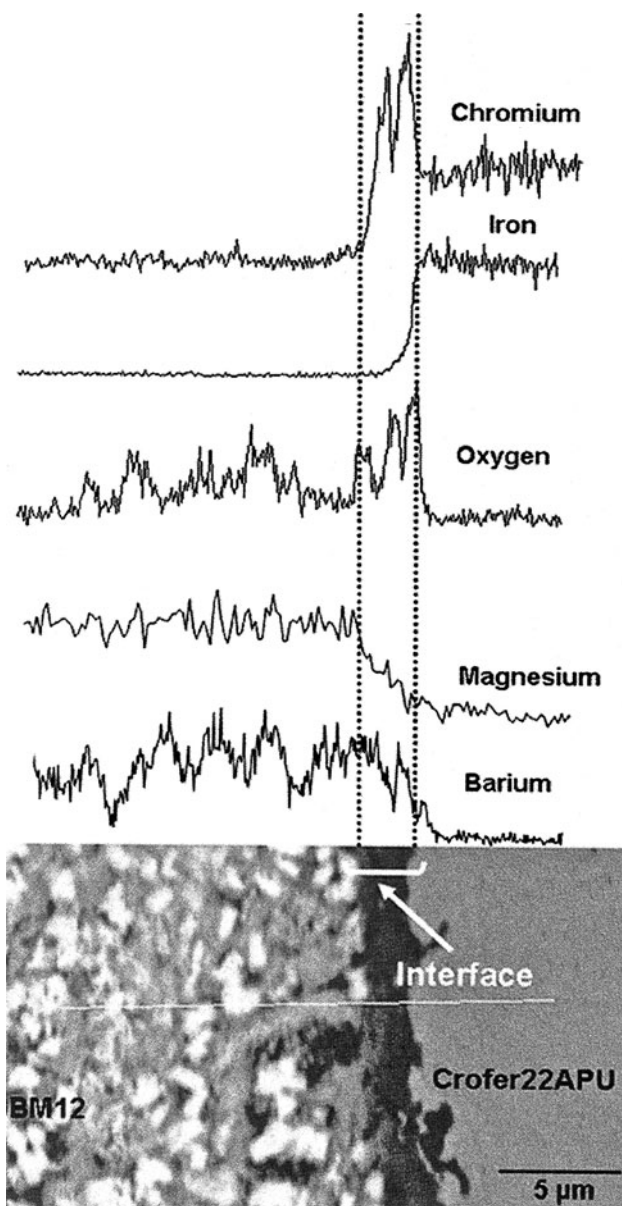 Chromium
Iron
Oxygen
Magnesium
Barium
Interface
Crofer22APU
BM12
5 µm